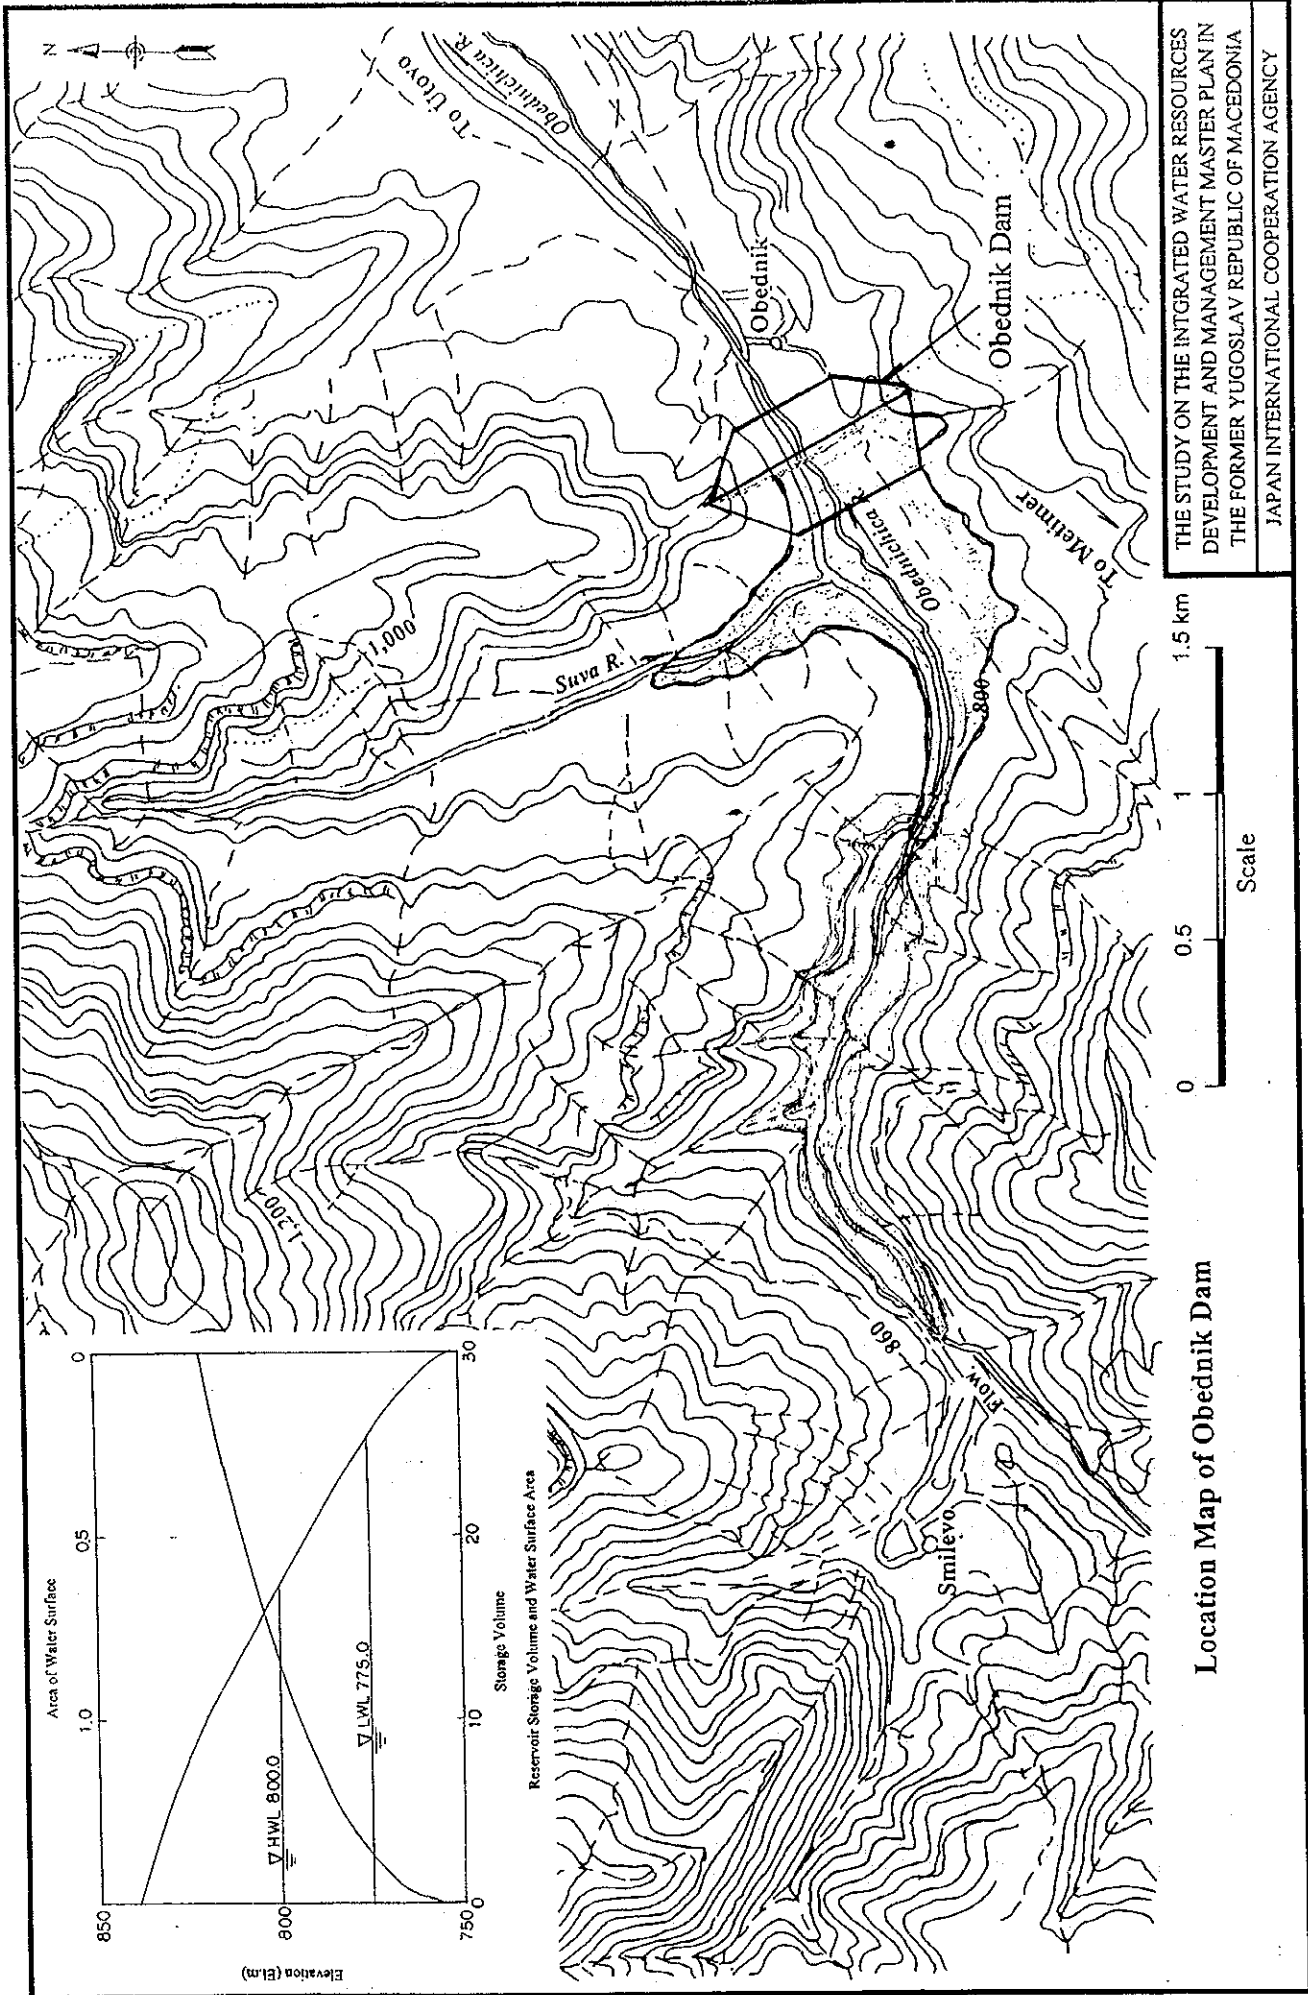 Area of Water Surface
1.0
0.5
0
850
800
750
Elevation (El.m)
HWL 800.0
LWL 775.0
0
10
20
30
Storage Volume
Reservoir Storage Volume and Water Surface Area
N
To Utovo
Obednichica R.
1,200
1,000
Suva R.
Obednik
860
800
Obednichica R.
Flow
Smilevo
Obednik Dam
To Metimer
Location Map of Obednik Dam
0
0.5
1
1.5 km
Scale
THE STUDY ON THE INTGRATED WATER RESOURCES
DEVELOPMENT AND MANAGEMENT MASTER PLAN IN
THE FORMER YUGOSLAV REPUBLIC OF MACEDONIA
JAPAN INTERNATIONAL COOPERATION AGENCY